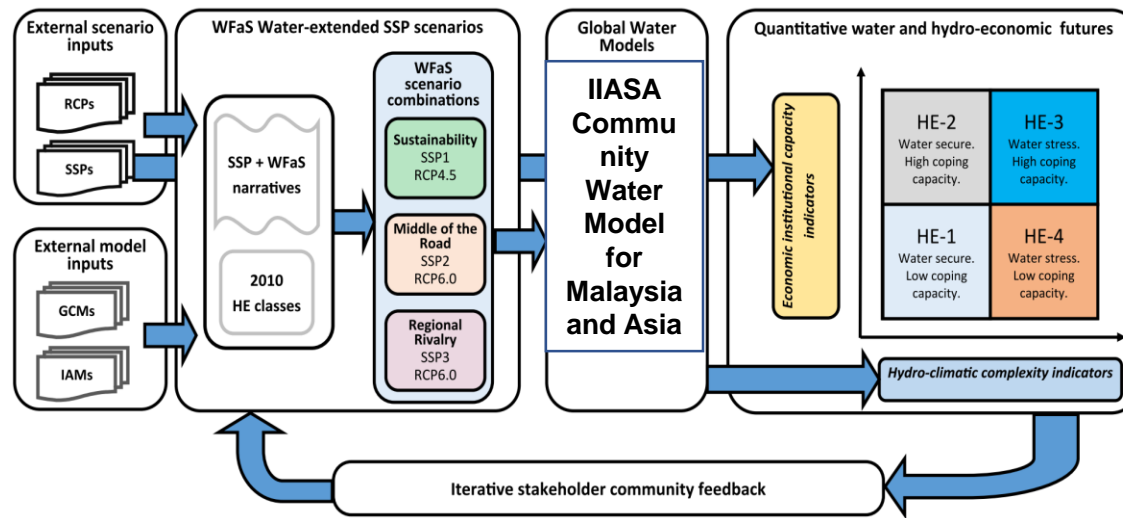 External scenario
inputs
RCPs
SSPs
External model
inputs
GCMs
IAMs
WFaS Water-extended SSP scenarios
SSP + WFaS
narratives
2010
HE classes
WFaS
scenario
combinations
Sustainability
SSP1
RCP4.5
Middle of the
Road
SSP2
RCP6.0
Regional
Rivalry
SSP3
RCP6.0
Global Water
Models
IIASA
Commu
nity
Water
Model
for
Malaysia
and Asia
Quantitative water and hydro-economic futures
Economic institutional capacity
indicators
HE-2
Water secure.
High coping
capacity.
HE-3
Water stress.
High coping
capacity.
HE-1
Water secure.
Low coping
capacity.
HE-4
Water stress.
Low coping
capacity.
Hydro-climatic complexity indicators
Iterative stakeholder community feedback